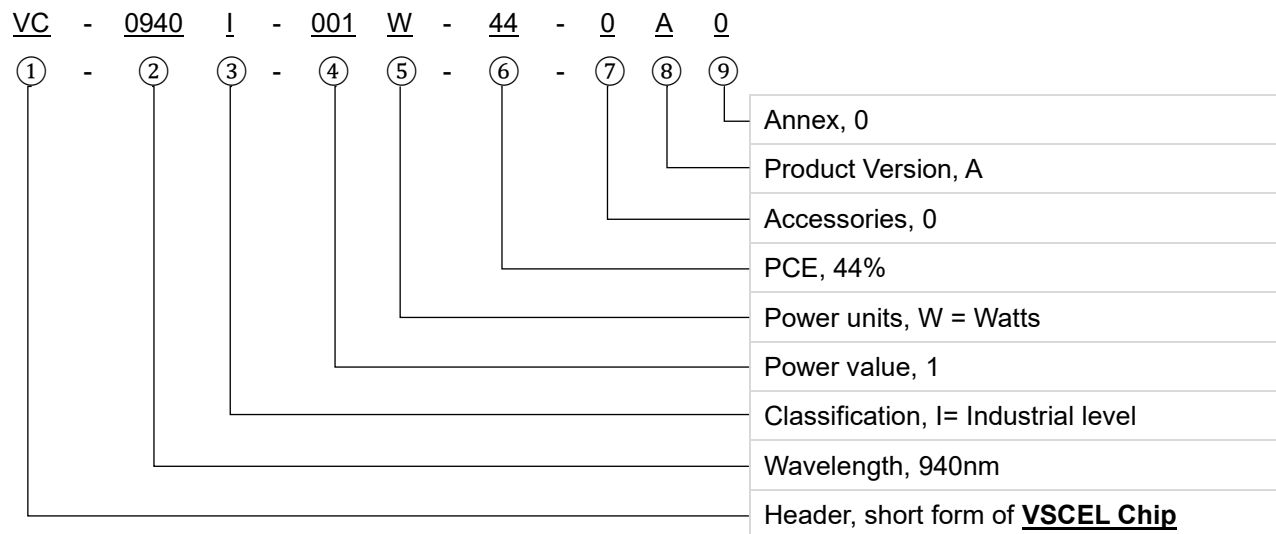 VC - 0940 I - 001 W - 44 - 0 A 0
① - ② ③ - ④ ⑤ - ⑥ - ⑦ ⑧ ⑨
Annex, 0
Product Version, A
Accessories, 0
PCE, 44%
Power units, W = Watts
Power value, 1
Classification, I= Industrial level
Wavelength, 940nm
Header, short form of VSCEL Chip